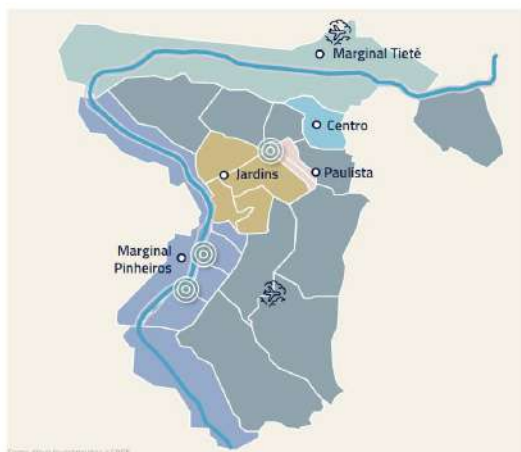 Marginal Tietê
Centro
Jardins
Paulista
Marginal
Pinheiros